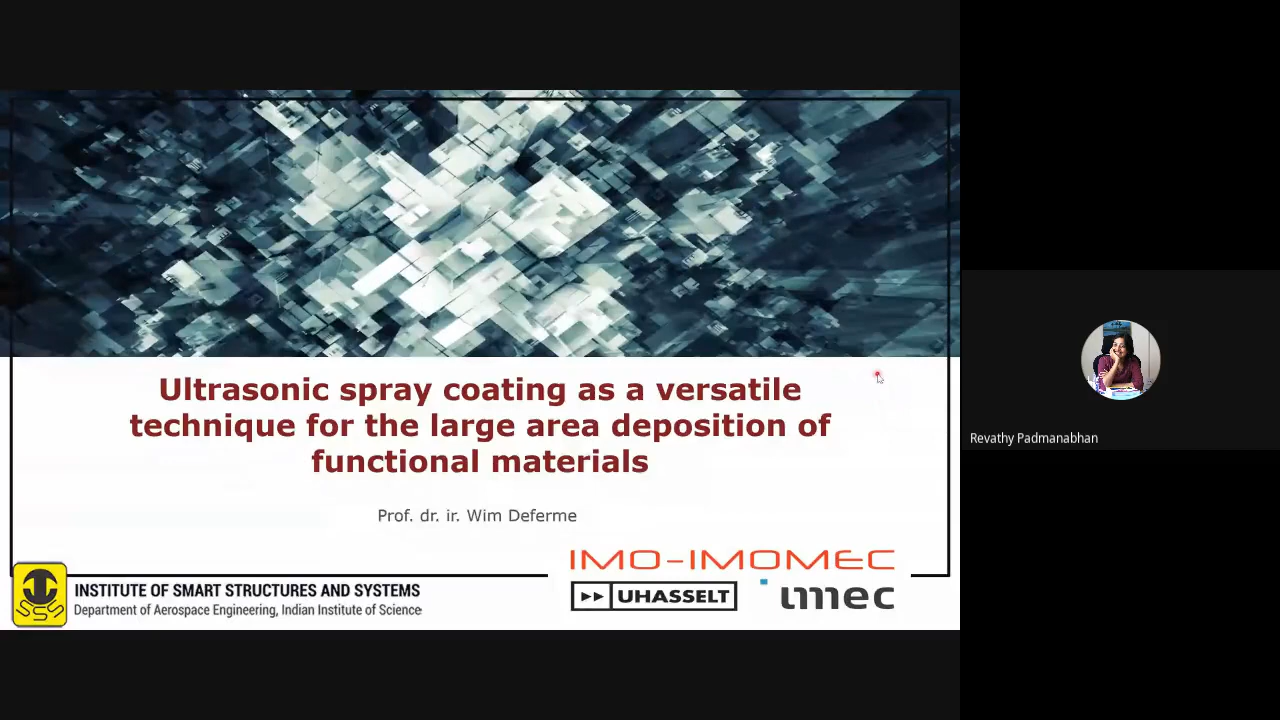 Ultrasonic spray coating as a versatile
technique for the large area deposition of
functional materials
Prof. dr. ir. Wim Deferme
IMO-IMOMEC
UHASSELT
imec
ISSS
INSTITUTE OF SMART STRUCTURES AND SYSTEMS
Department of Aerospace Engineering, Indian Institute of Science
Revathy Padmanabhan